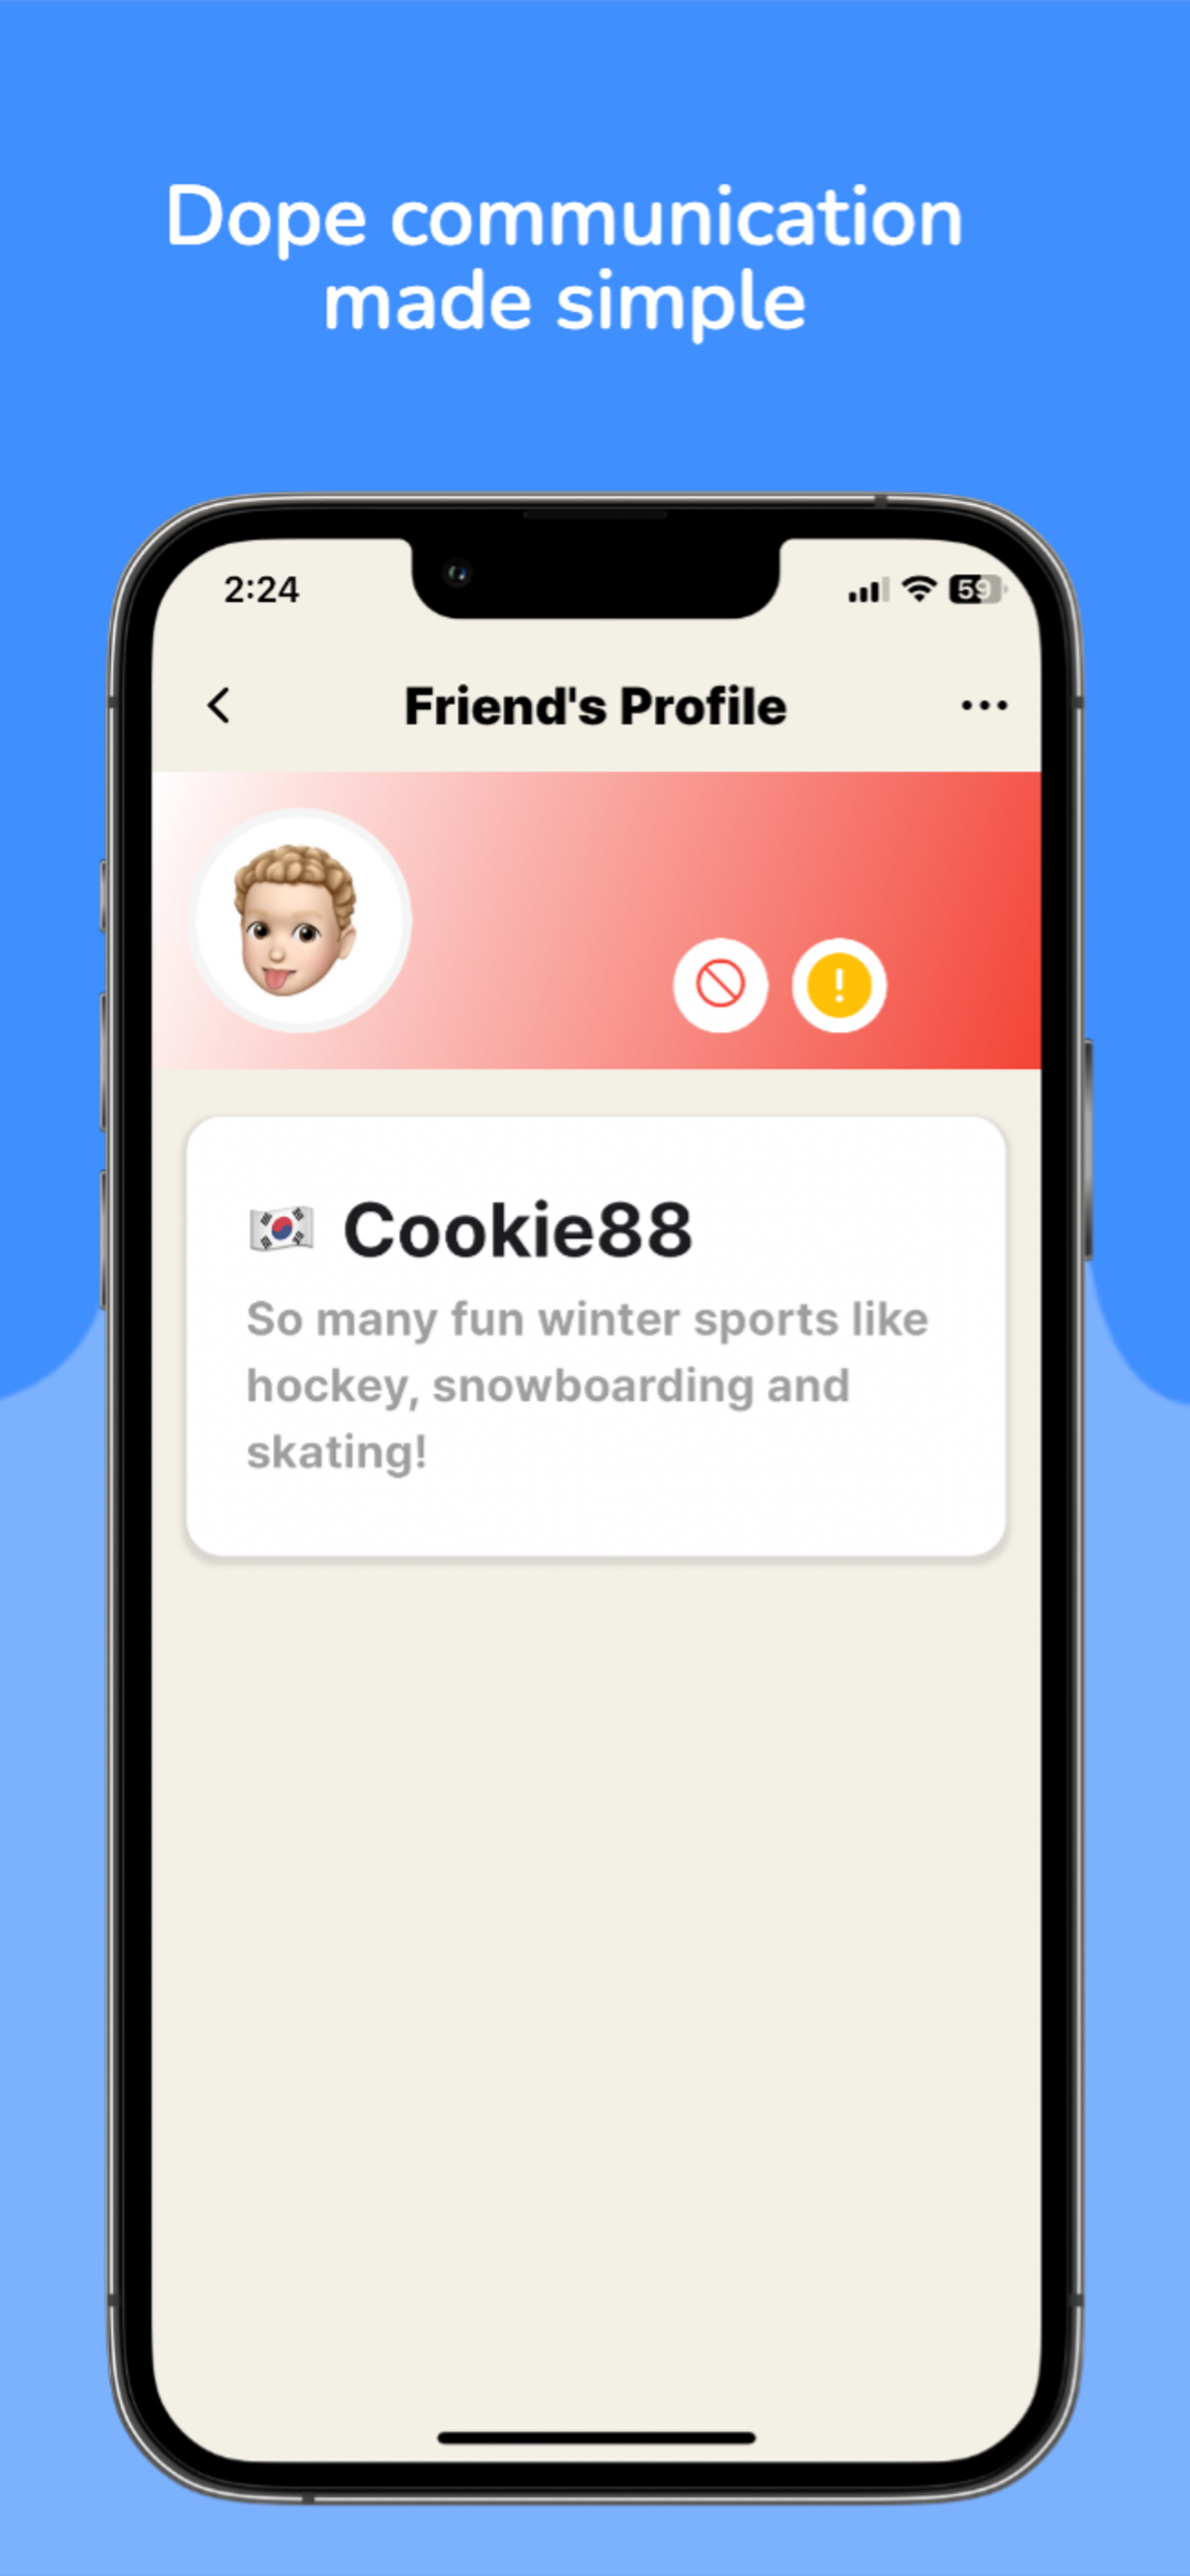 Dope communication
made simple
2:24
59
Friend's Profile
🇰🇷 Cookie88
So many fun winter sports like
hockey, snowboarding and
skating!